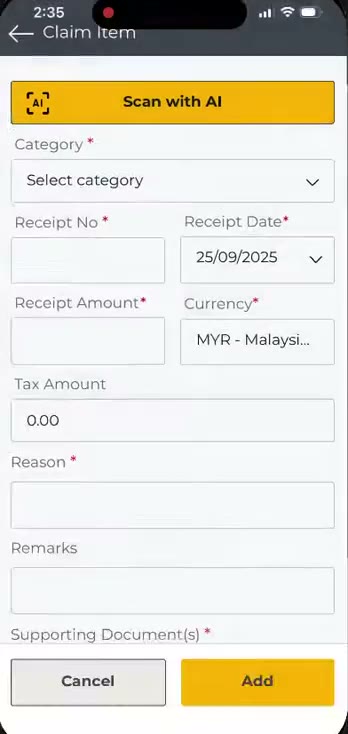 2:35
Claim Item
AI Scan with AI
Category *
Select category
Receipt No * Receipt Date*
25/09/2025
Receipt Amount* Currency*
MYR - Malaysi...
Tax Amount
0.00
Reason *
Remarks
Supporting Document(s) *
Cancel Add